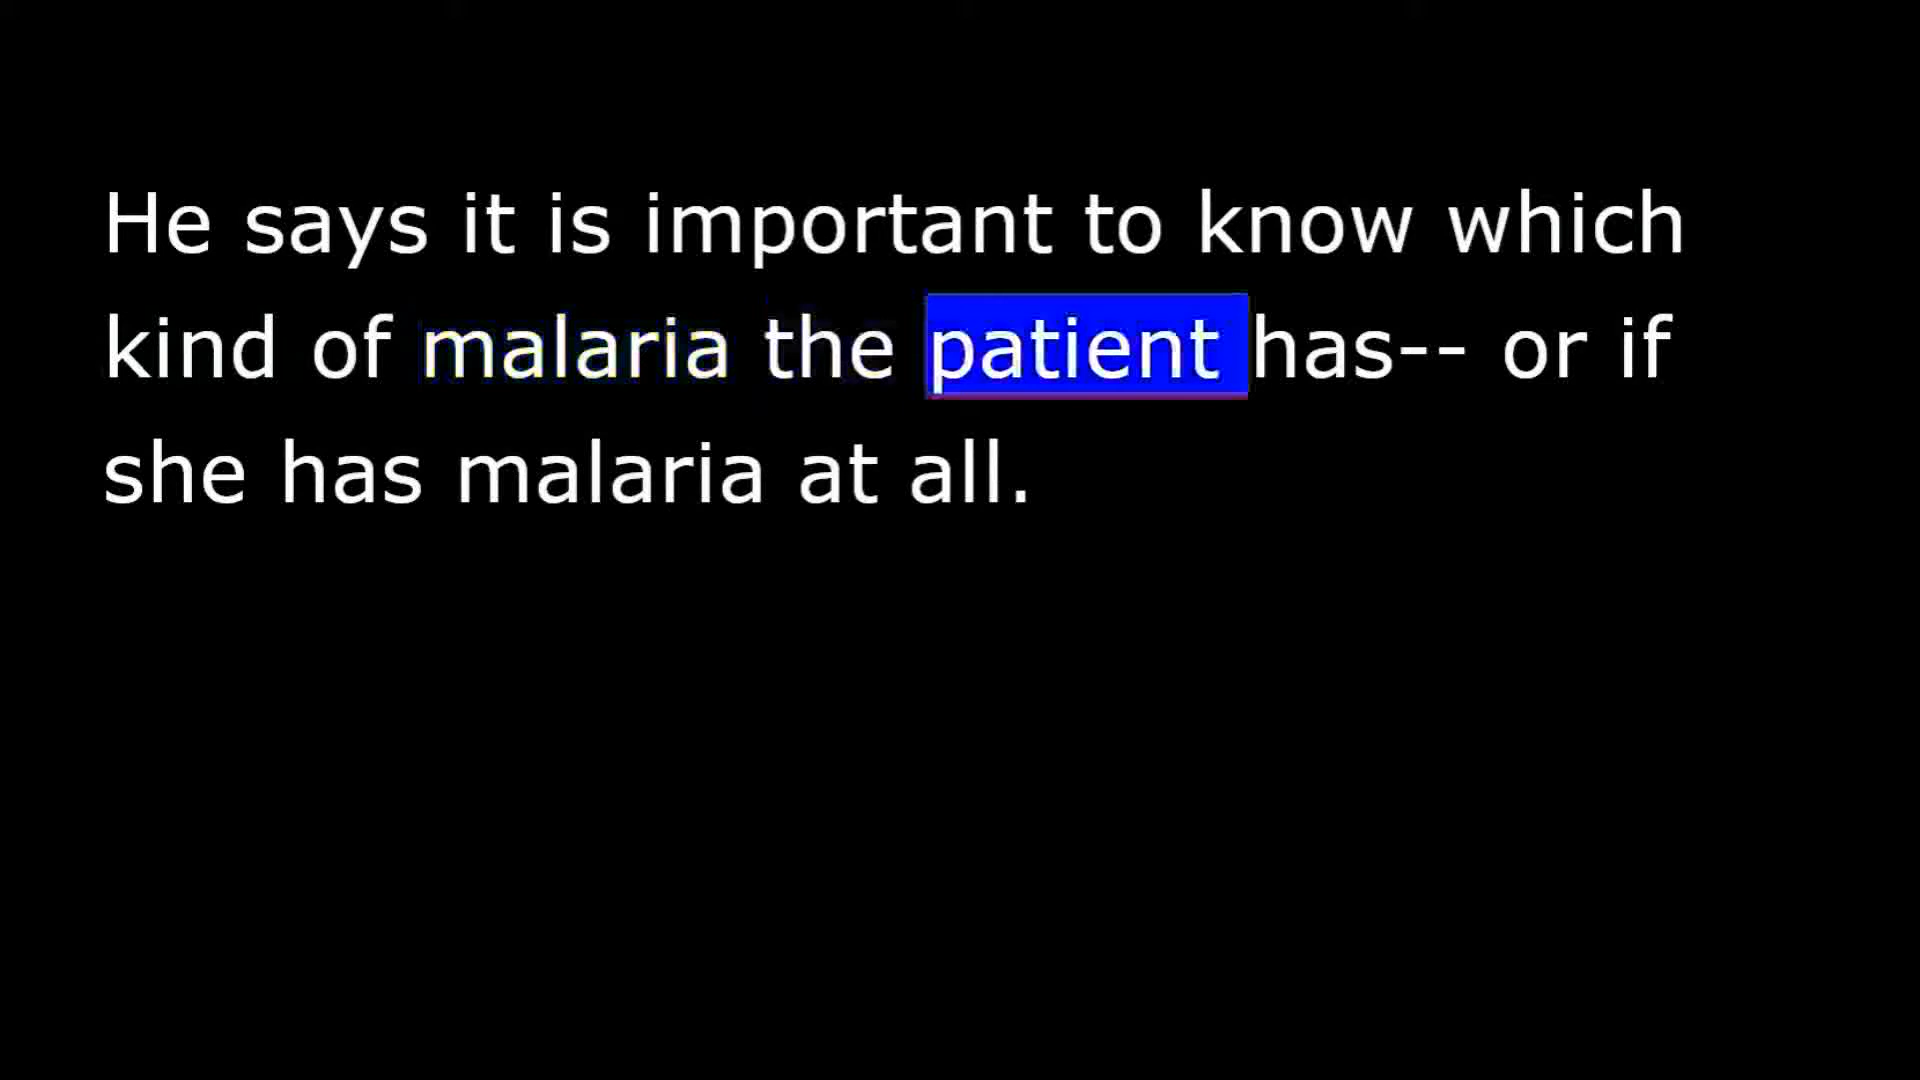 He says it is important to know which
kind of malaria the patient has-- or if
she has malaria at all.